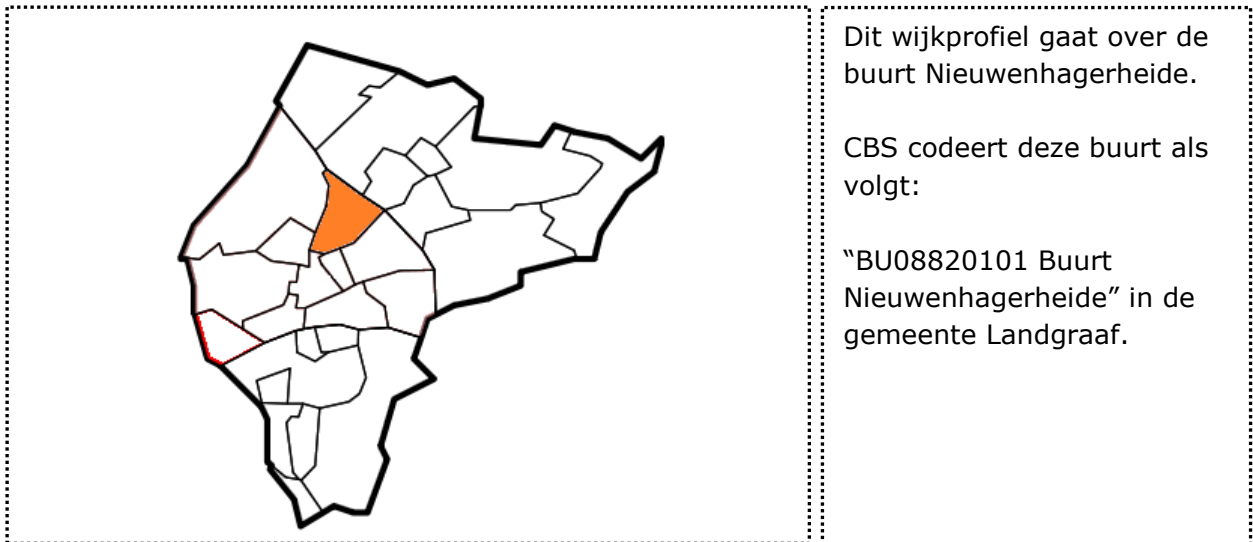 Dit wijkprofiel gaat over de
buurt Nieuwenhagerheide.
CBS codeert deze buurt als
volgt:
“BU08820101 Buurt
Nieuwenhagerheide” in de
gemeente Landgraaf.